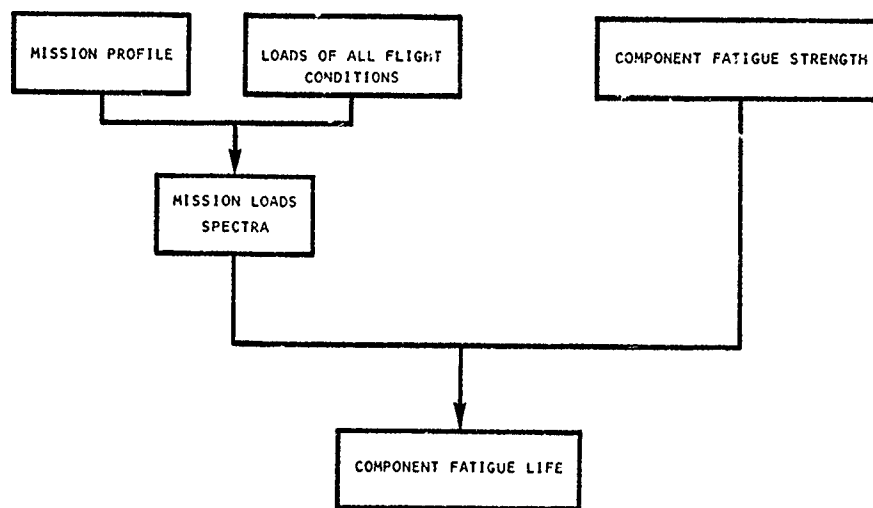 MISSION PROFILE
LOADS OF ALL FLIGHT
CONDITIONS
COMPONENT FATIGUE STRENGTH
MISSION LOADS
SPECTRA
COMPONENT FATIGUE LIFE